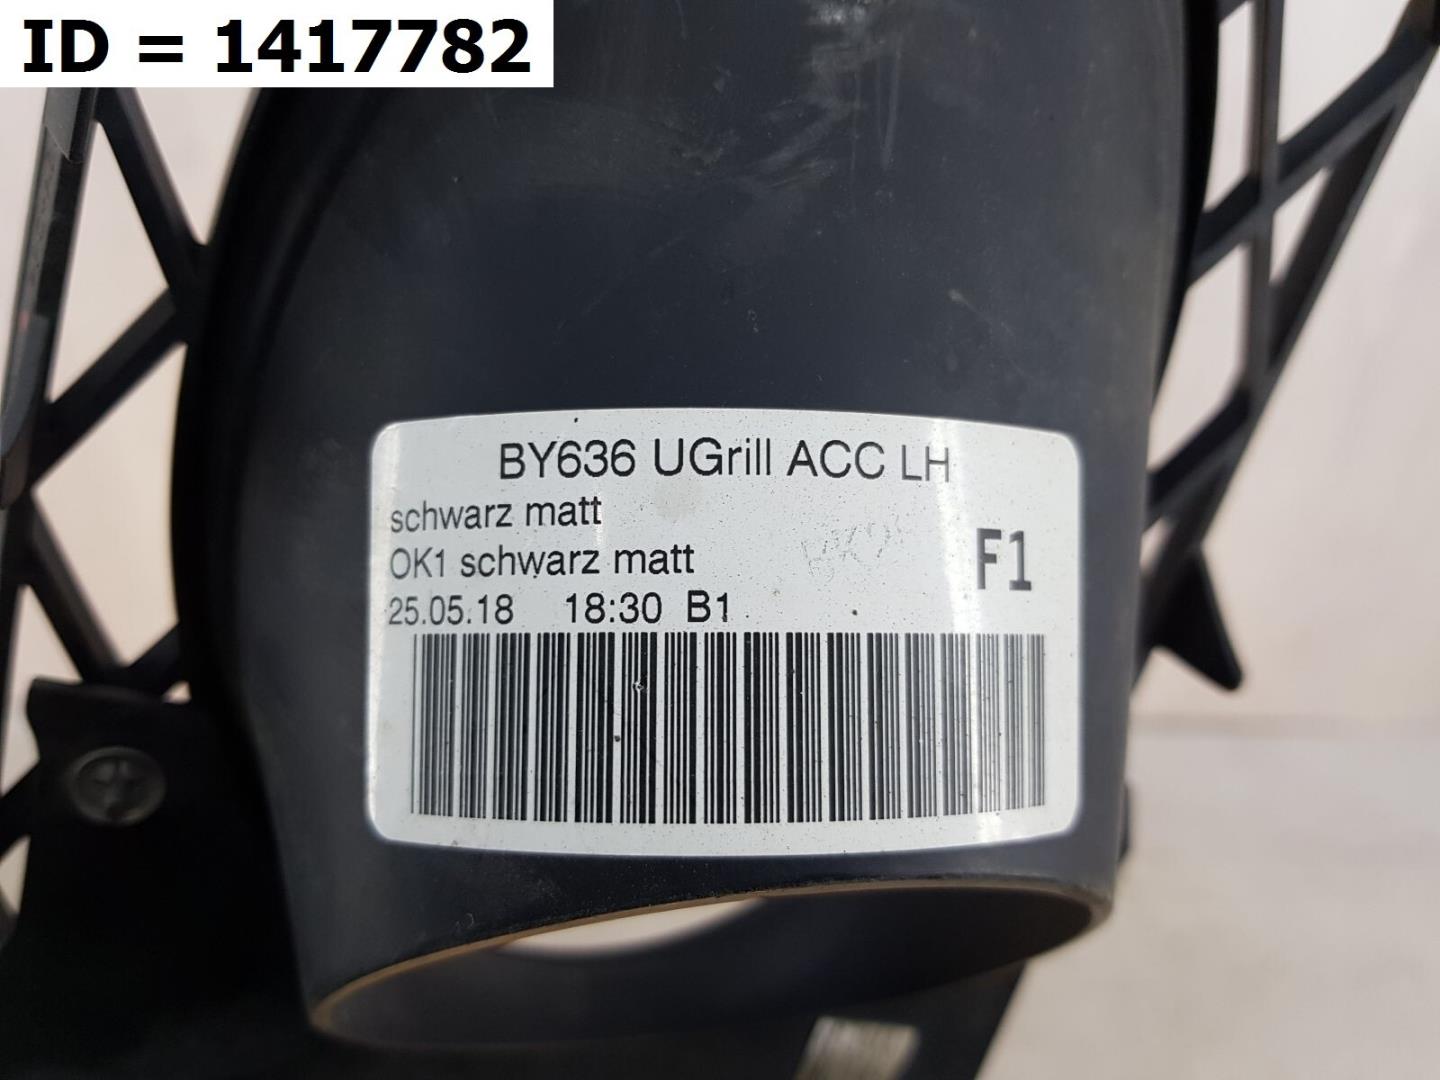 ID = 1417782
BY636 UGrill ACC LH
schwarz matt
OK1 schwarz matt
F1
25.05.18 18:30 B1